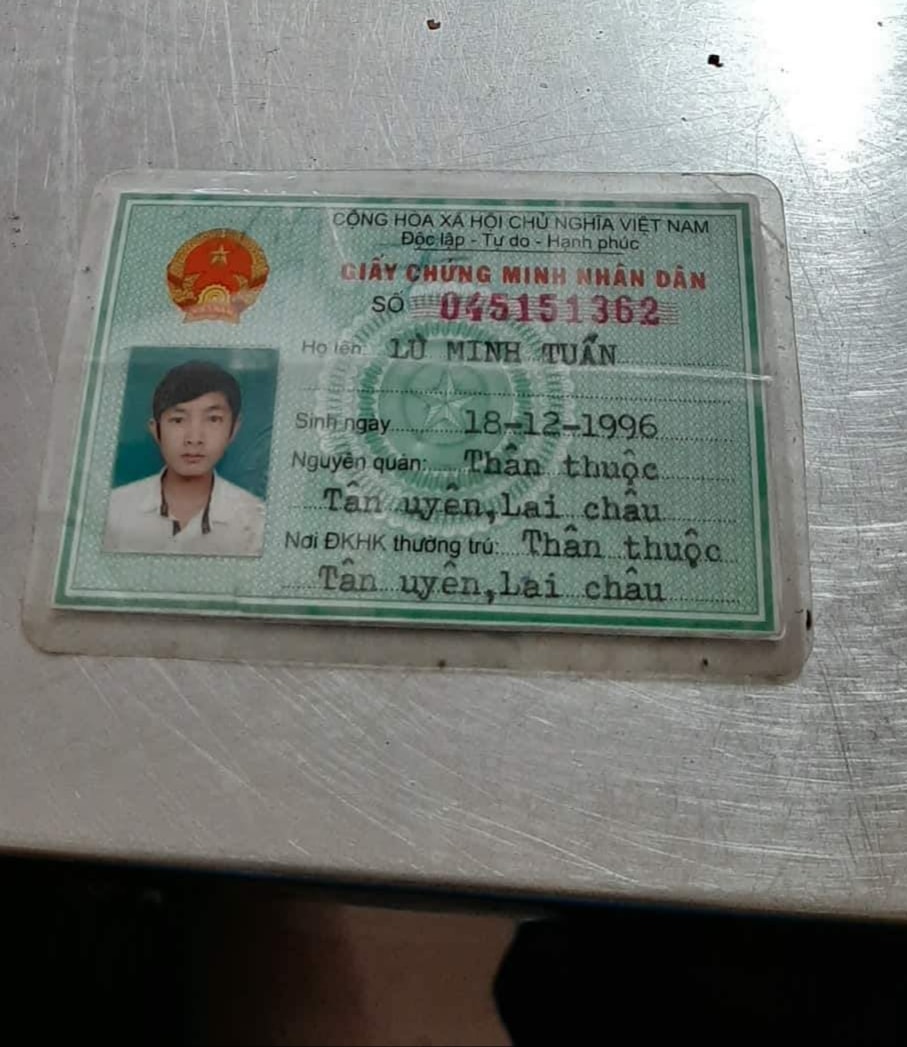 CỘNG HÒA XÃ HỘI CHỦ NGHĨA VIỆT NAM
Độc lập - Tự do - Hạnh phúc
GIẤY CHỨNG MINH NHÂN DÂN
SỐ 045151362
Họ tên: LÙ MINH TUẤN
Sinh ngày 18-12-1996
Nguyên quán: Thân thuộc
Tân uyên,Lai châu
Nơi ĐKHK thường trú: Thân thuộc
Tân uyên,Lai châu